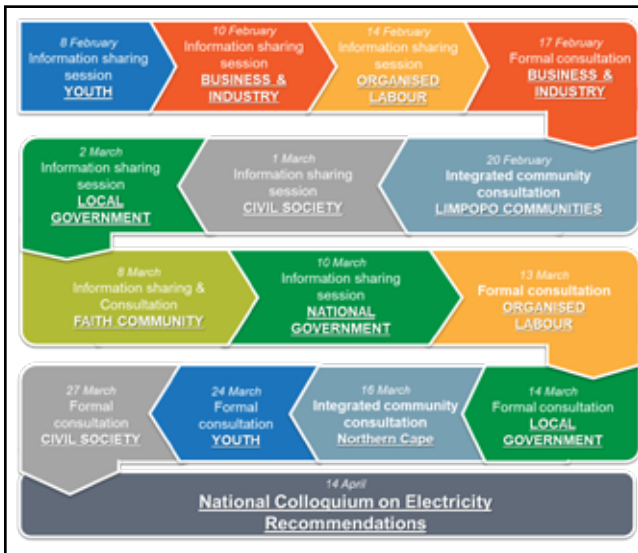 8 February
Information sharing
session
YOUTH
10 February
Information sharing
session
BUSINESS &
INDUSTRY
14 February
Information sharing
session
ORGANISED
LABOUR
17 February
Formal consultation
BUSINESS &
INDUSTRY
20 February
Integrated community
consultation
LIMPOPO COMMUNITIES
1 March
Information sharing
session
CIVIL SOCIETY
2 March
Information sharing
session
LOCAL
GOVERNMENT
8 March
Information sharing &
Consultation
FAITH COMMUNITY
10 March
Information sharing
session
NATIONAL
GOVERNMENT
13 March
Formal consultation
ORGANISED
LABOUR
14 March
Formal consultation
LOCAL
GOVERNMENT
16 March
Integrated community
consultation
Northern Cape
24 March
Formal
consultation
YOUTH
27 March
Formal
consultation
CIVIL SOCIETY
14 April
National Colloquium on Electricity
Recommendations